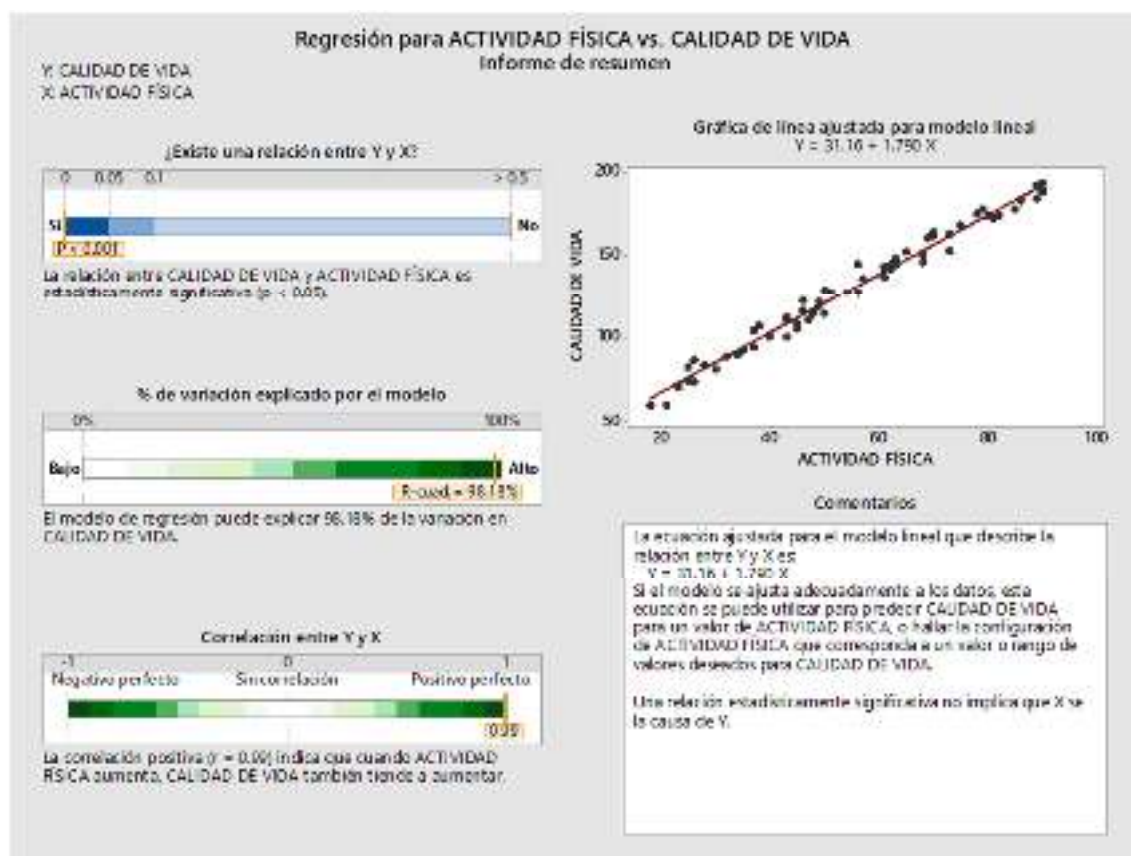 Regresión para ACTIVIDAD FÍSICA vs. CALIDAD DE VIDA
Informe de resumen
Y: CALIDAD DE VIDA
X: ACTIVIDAD FÍSICA
¿Existe una relación entre Y y X?
0 0.05 0.1 > 0.5
Sí No
P < 0.001
La relación entre CALIDAD DE VIDA y ACTIVIDAD FÍSICA es
estadísticamente significativa (p < 0.05).
% de variación explicado por el modelo
0% 100%
Bajo Alto
R-cuad. = 98.18%
El modelo de regresión puede explicar 98.18% de la variación en
CALIDAD DE VIDA.
Correlación entre Y y X
-1 0 1
Negativo perfecto Sin correlación Positivo perfecto
0.99
La correlación positiva (r = 0.99) indica que cuando ACTIVIDAD
FÍSICA aumenta, CALIDAD DE VIDA también tiende a aumentar.
Gráfica de línea ajustada para modelo lineal
Y = 31.16 + 1.790 X
200
150
100
50
CALIDAD DE VIDA
20 40 60 80 100
ACTIVIDAD FÍSICA
Comentarios
La ecuación ajustada para el modelo lineal que describe la
relación entre Y y X es:
Y = 31.16 + 1.790 X
Si el modelo se ajusta adecuadamente a los datos, esta
ecuación se puede utilizar para predecir CALIDAD DE VIDA
para un valor de ACTIVIDAD FÍSICA, o hallar la configuración
de ACTIVIDAD FÍSICA que corresponda a un valor o rango de
valores deseados para CALIDAD DE VIDA.
Una relación estadísticamente significativa no implica que X se
la causa de Y.